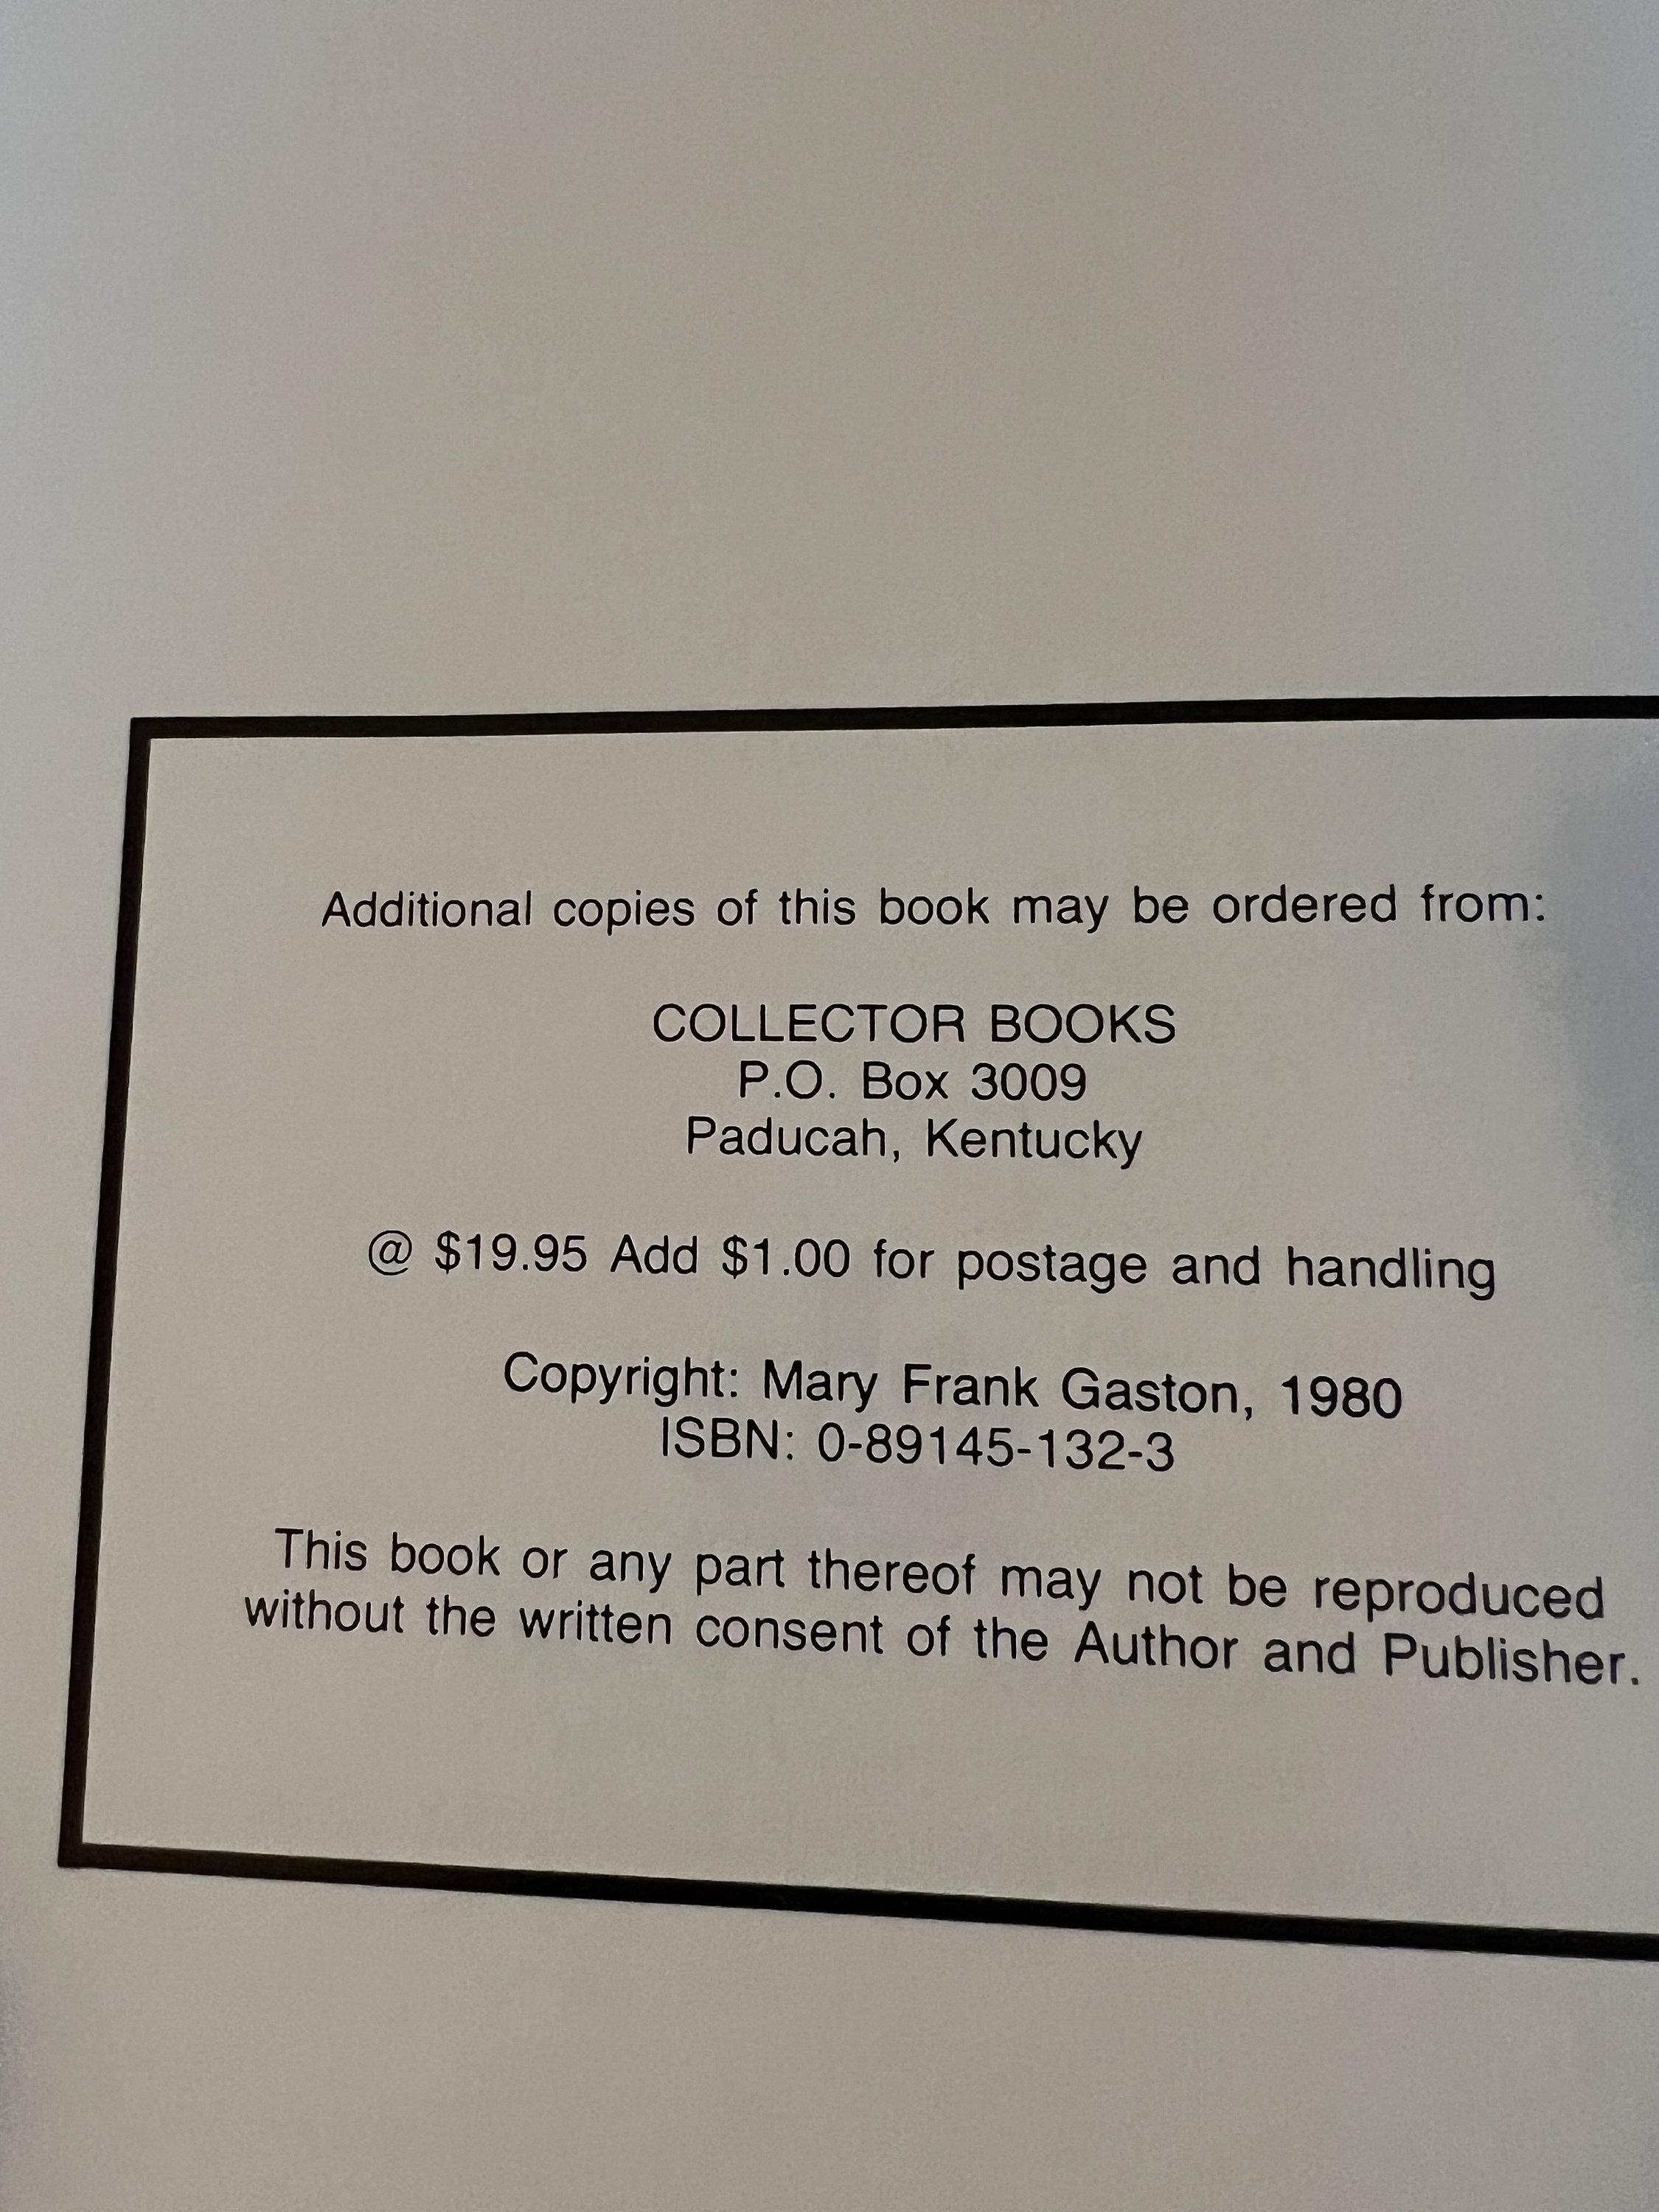 Additional copies of this book may be ordered from:
COLLECTOR BOOKS
P.O. Box 3009
Paducah, Kentucky
@ $19.95 Add $1.00 for postage and handling
Copyright: Mary Frank Gaston, 1980
ISBN: 0-89145-132-3
This book or any part thereof may not be reproduced
without the written consent of the Author and Publisher.